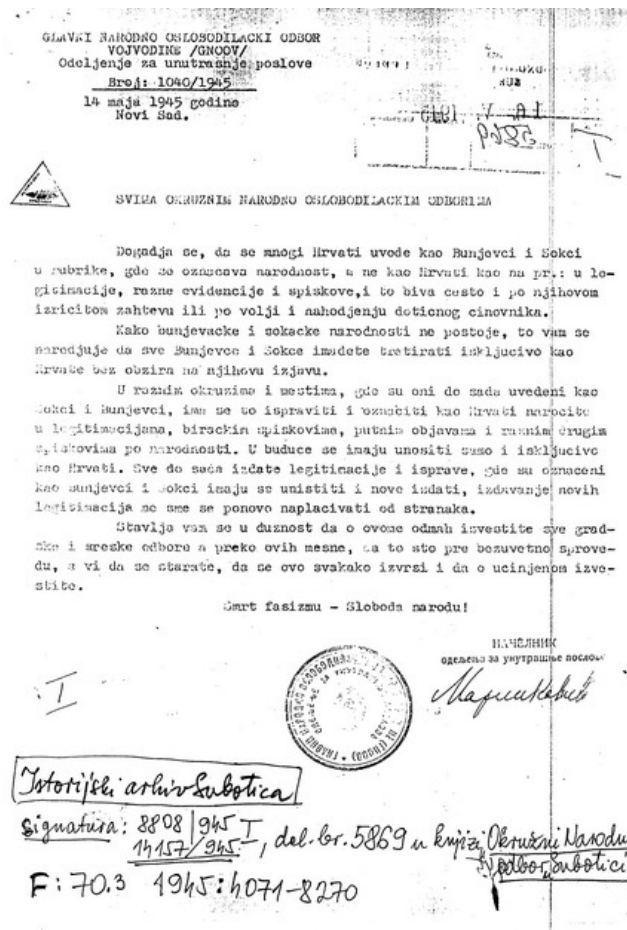 GLAVNI NARODNO OSLOBODILACKI ODBOR
VOJVODINE /GNOOV/
Odeljenje za unutrasnje poslove
Broj: 1040/1945
14 maja 1945 godine
Novi Sad.
5869
I
SVIMA OKRUZNIM NARODNO OSLOBODILACKIM ODBORIMA
Dogadja se, da se mnogi Hrvati uvode kao Bunjevci i Sokci
u rubrike, gde se oznacava narodnost, a ne kao Hrvati kao na pr.: u le-
gitimacije, razne evidencije i spiskove,i to biva cesto i po njihovom
izricitom zahtevu ili po volji i nahodjenju doticnog cinovnika.
Kako bunjevacke i sokacke narodnosti ne postoje, to vam se
naredjuje da sve Bunjevce i Sokce imadete tretirati iskljucivo kao
Hrvate bez obzira na njihovu izjavu.
U raznim okruzima i mestima, gde su oni do sada uvedeni kao
Sokci i Bunjevci, ima se to ispraviti i oznaciti kao Hrvati narocito
u legitimacijama, birackim spiskovima, putnim objavama i raznim drugim
spiskovima po narodnosti. U buduce se imaju unositi samo i iskljucivo
kao Hrvati. Sve do sada izdate legitimacije i isprave, gde su oznaceni
kao Bunjevci i Sokci imaju se unistiti i nove izdati, izdavanje novih
legitimacija ne sme se ponovo naplacivati od stranaka.
Stavlja vam se u duznost da o ovome odmah izvestite sve grad-
ske i sreske odbore a preko ovih mesne, da to sto pre bezuvetno sprove-
du, a vi da se starate, da se ovo svakako izvrsi i da o ucinjenom izve-
stite.
Smrt fasizmu - Sloboda narodu!
НАЧЕЛНИК
одељења за унутрашње послове
I
Istorijski arhiv Subotica
signatura: 8808/945 I
14157/945
, del. br. 5869 u knjizi "Okružni Narodni
odbor, Subotici
F: 70.3 1945: 4071-8270